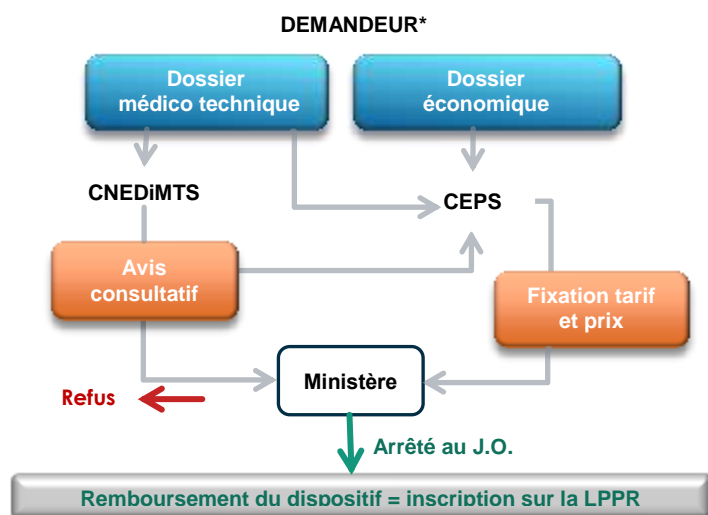 DEMANDEUR*
Dossier
médico technique
Dossier
économique
CNEDiMTS
CEPS
Avis
consultatif
Fixation tarif
et prix
Ministère
Refus
Arrêté au J.O.
Remboursement du dispositif = inscription sur la LPPR